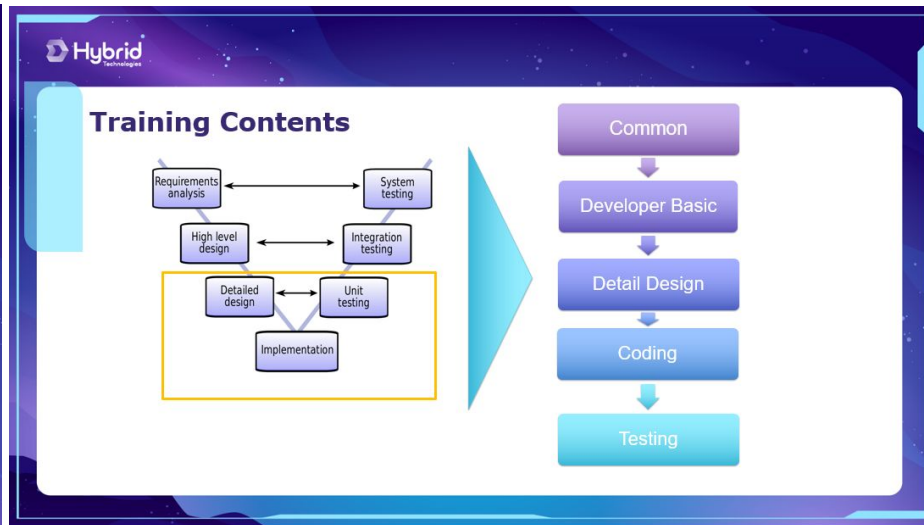 Hybrid
Technologies
Training Contents
Requirements
analysis
System
testing
High level
design
Integration
testing
Detailed
design
Unit
testing
Implementation
Common
Developer Basic
Detail Design
Coding
Testing